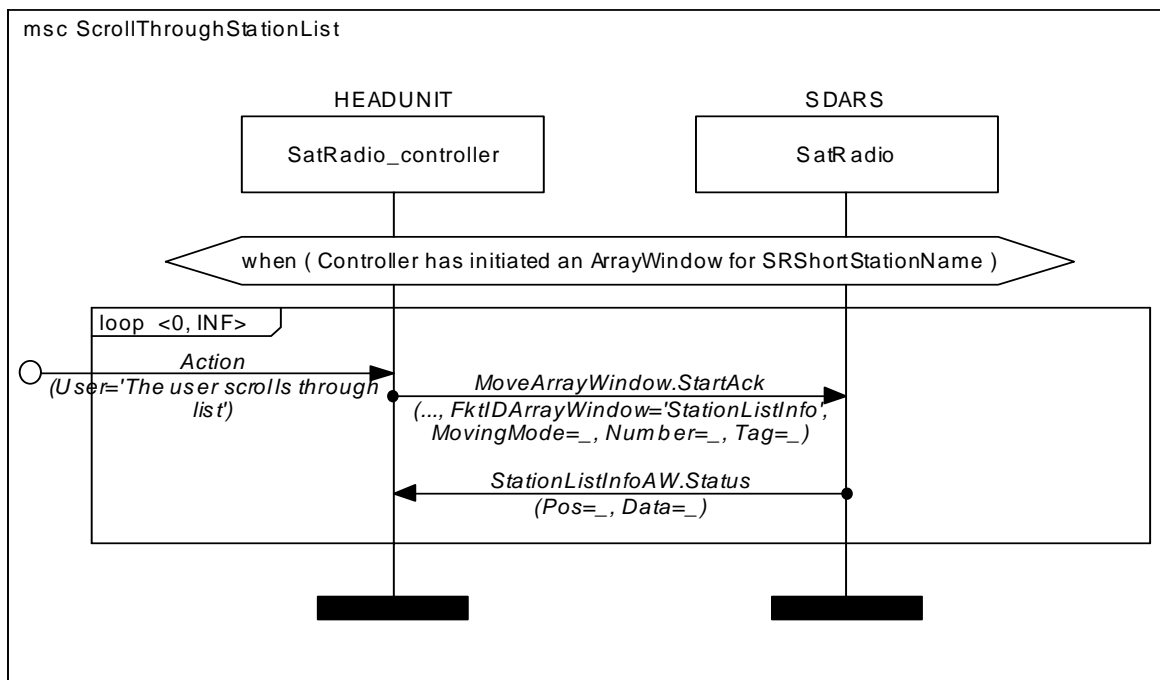 msc ScrollThroughStationList
HEADUNIT
SDARS
SatRadio_controller
SatRadio
when ( Controller has initiated an ArrayWindow for SRShortStationName )
loop <0, INF>
Action
(User='The user scrolls through
list')
MoveArrayWindow.StartAck
(..., FktIDArrayWindow='StationListInfo',
MovingMode=_, Number=_, Tag=_)
StationListInfoAW.Status
(Pos=_, Data=_)